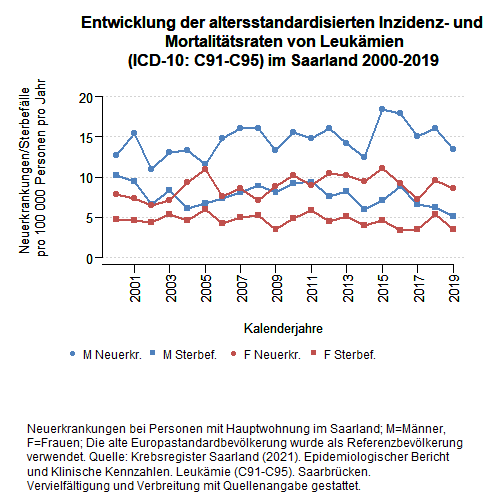 Entwicklung der altersstandardisierten Inzidenz- und
Mortalitätsraten von Leukämien
(ICD-10: C91-C95) im Saarland 2000-2019
Neuerkrankungen/Sterbefälle
pro 100 000 Personen pro Jahr
20
15
10
5
0
2001
2003
2005
2007
2009
2011
2013
2015
2017
2019
Kalenderjahre
M Neuerkr.
M Sterbef.
F Neuerkr.
F Sterbef.
Neuerkrankungen bei Personen mit Hauptwohnung im Saarland; M=Männer,
F=Frauen; Die alte Europastandardbevölkerung wurde als Referenzbevölkerung
verwendet. Quelle: Krebsregister Saarland (2021). Epidemiologischer Bericht
und Klinische Kennzahlen. Leukämie (C91-C95). Saarbrücken.
Vervielfältigung und Verbreitung mit Quellenangabe gestattet.